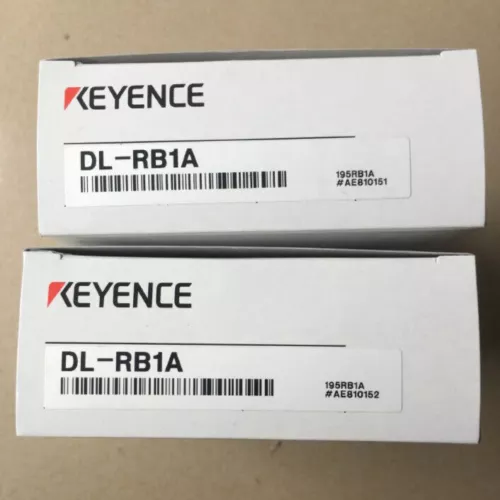 KEYENCE
DL-RB1A
195RB1A
#AE810151
KEYENCE
DL-RB1A
195RB1A
#AE810152